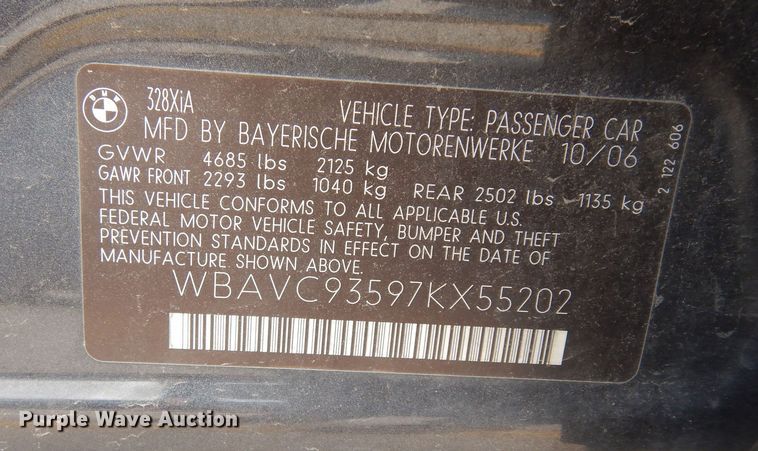 BMW
328XiA VEHICLE TYPE: PASSENGER CAR
MFD BY BAYERISCHE MOTORENWERKE 10/06
GVWR 4685 lbs 2125 kg
GAWR FRONT 2293 lbs 1040 kg REAR 2502 lbs 1135 kg
THIS VEHICLE CONFORMS TO ALL APPLICABLE U.S.
FEDERAL MOTOR VEHICLE SAFETY, BUMPER AND THEFT
PREVENTION STANDARDS IN EFFECT ON THE DATE OF
MANUFACTURE SHOWN ABOVE.
WBAVC93597KX55202
2 122 606
Purple Wave Auction